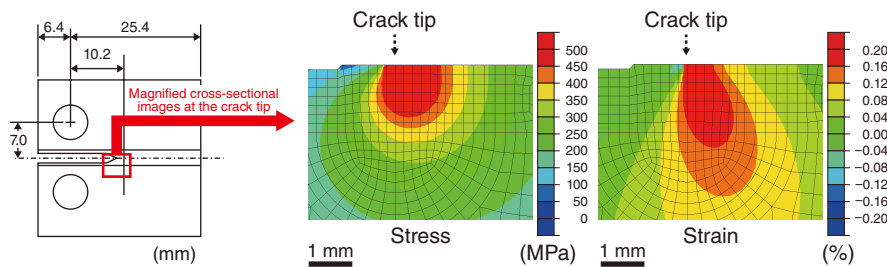 6.4
25.4
10.2
7.0
Magnified cross-sectional
images at the crack tip
(mm)
Crack tip
500
450
400
350
300
250
200
150
100
50
0
1 mm
Stress
(MPa)
Crack tip
0.20
0.16
0.12
0.08
0.04
0.00
−0.04
−0.08
−0.12
−0.16
−0.20
1 mm
Strain
(%)